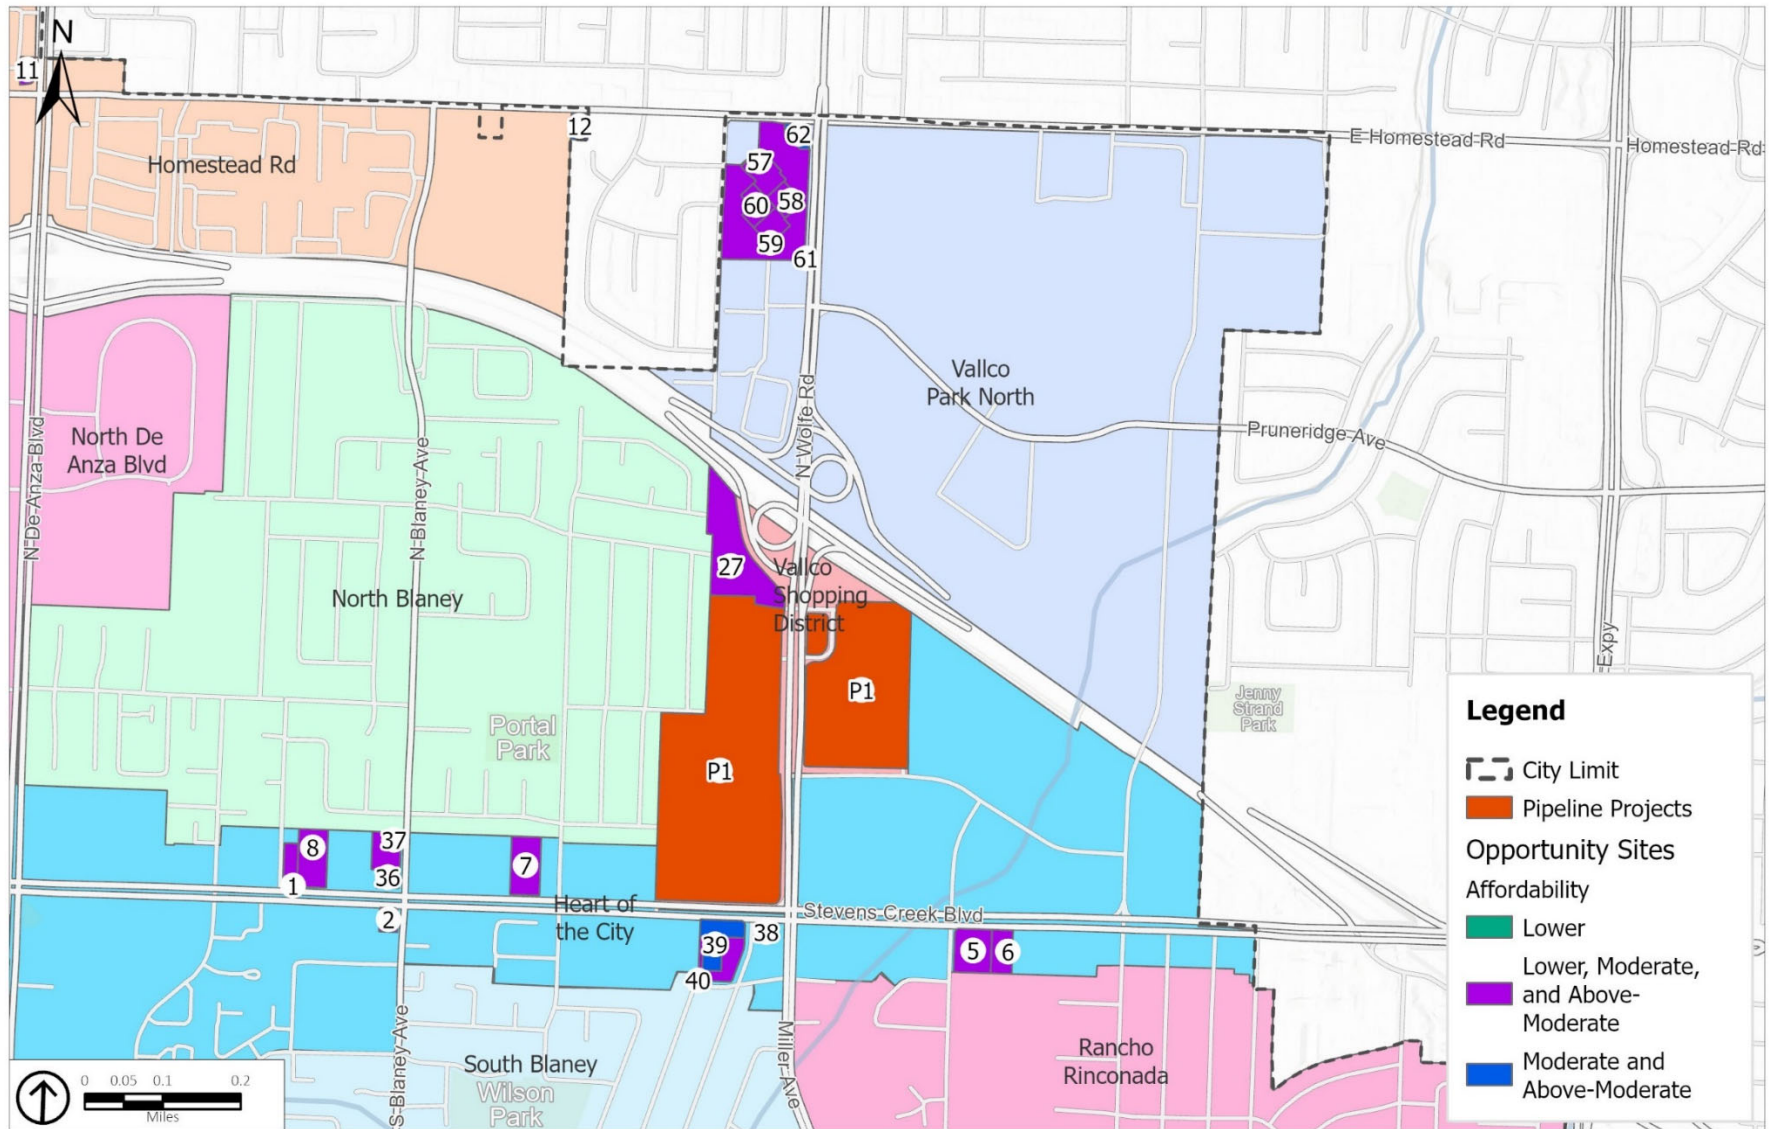 N
11
12
62
E Homestead Rd
Homestead Rd
Homestead Rd
57
58
60
59
61
Vallco
Park North
N Wolfe Rd
Pruneridge Ave
North De
Anza Blvd
N De Anza Blvd
N Blaney Ave
North Blaney
27
Vallco
Shopping
District
Expy
P1
P1
Jenny
Strand
Park
Portal
Park
8
37
36
1
7
2
Heart of
the City
Stevens Creek Blvd
38
39
40
5
6
S Blaney Ave
Miller Ave
South Blaney
Wilson
Park
Rancho
Rinconada
0 0.05 0.1 0.2
Miles
Legend
City Limit
Pipeline Projects
Opportunity Sites
Affordability
Lower
Lower, Moderate,
and Above-
Moderate
Moderate and
Above-Moderate